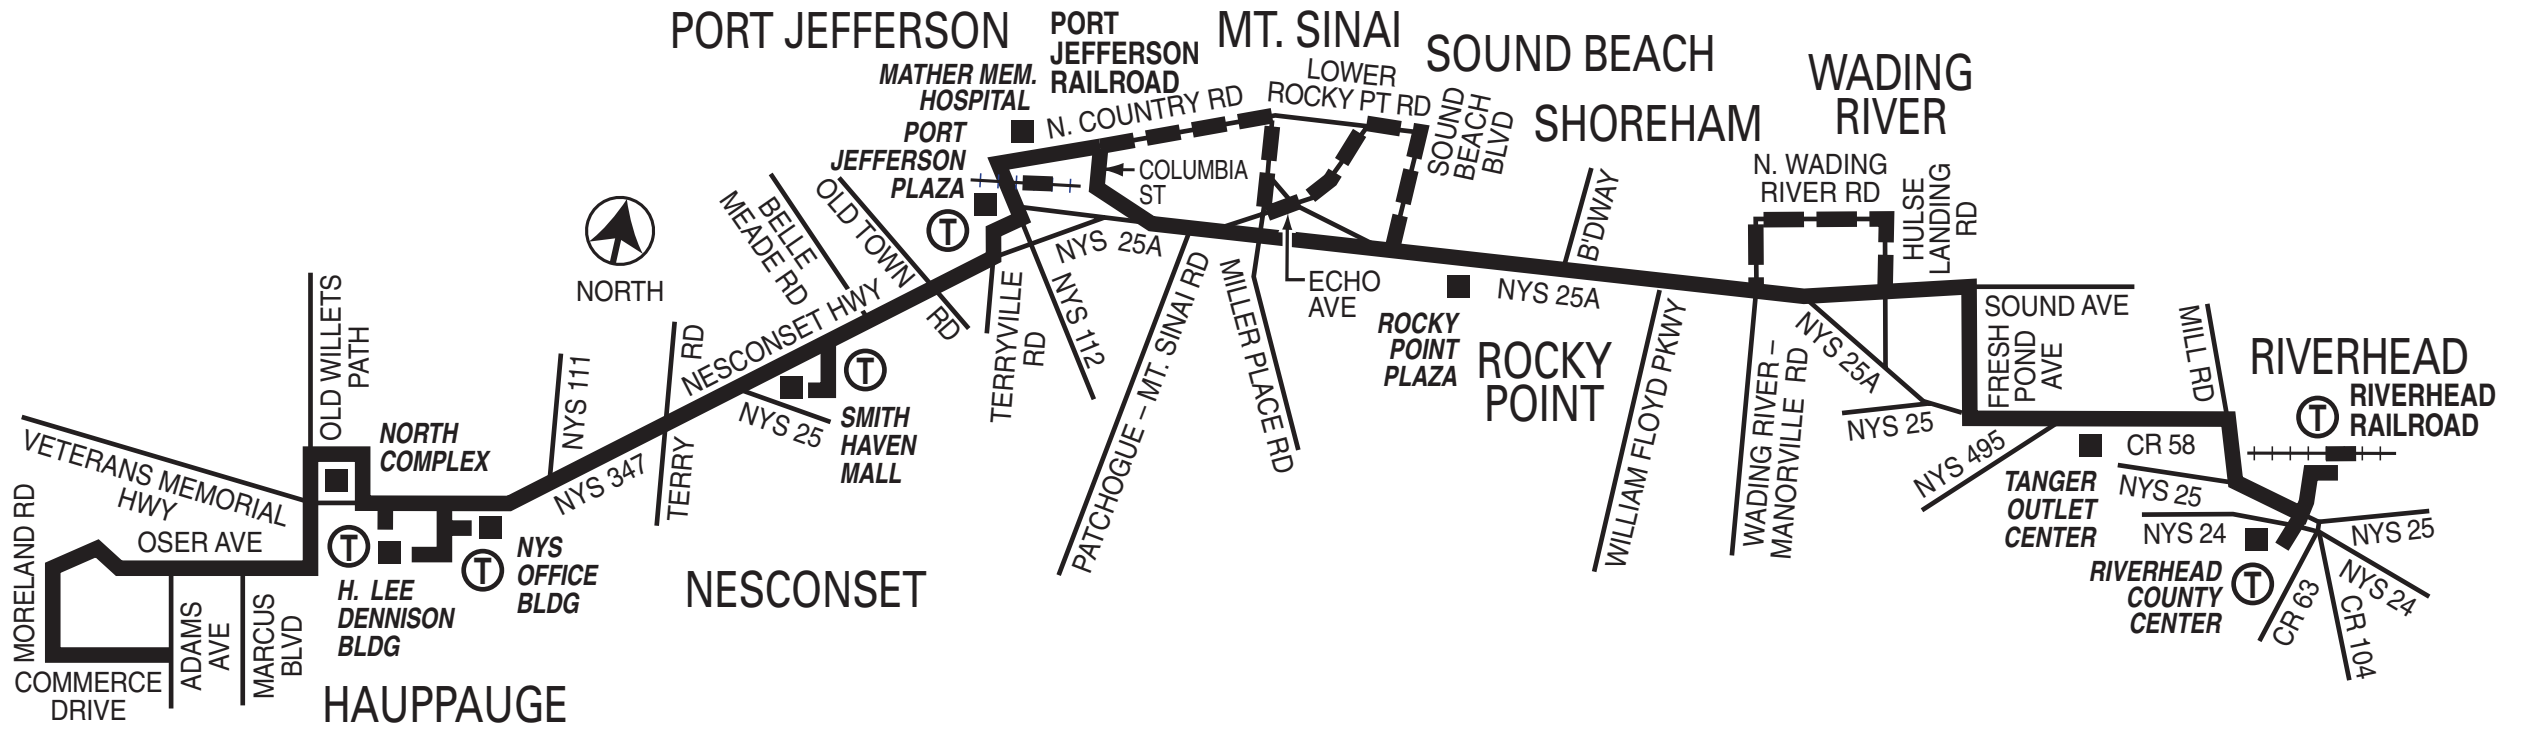 PORT JEFFERSON
PORT
JEFFERSON
RAILROAD
MT. SINAI
SOUND BEACH
SHOREHAM
WADING
RIVER
MATHER MEM.
HOSPITAL
PORT
JEFFERSON
PLAZA
T
N. COUNTRY RD
LOWER
ROCKY PT RD
SOUND
BEACH
BLVD
COLUMBIA
ST
N. WADING
RIVER RD
HULSE
LANDING
RD
B'DWAY
BELLE
MEADE RD
OLD TOWN
RD
NORTH
NYS 25A
ECHO
AVE
NYS 25A
ROCKY
POINT
PLAZA
ROCKY
POINT
SOUND AVE
FRESH
POND
AVE
MILL RD
RIVERHEAD
T
RIVERHEAD
RAILROAD
OLD WILLETS
PATH
NYS 111
TERRY
RD
NESCONSET HWY
NYS 25
T
SMITH
HAVEN
MALL
TERRYVILLE
RD
NYS 112
PATCHOGUE – MT. SINAI RD
MILLER PLACE RD
WILLIAM FLOYD PKWY
WADING RIVER –
MANORVILLE RD
NYS 25A
NYS 25
NYS 495
CR 58
TANGER
OUTLET
CENTER
NYS 25
NYS 24
RIVERHEAD
COUNTY
CENTER
T
NYS 25
NYS 24
CR 63
CR 104
VETERANS MEMORIAL
HWY
NORTH
COMPLEX
NYS 347
MORELAND RD
OSER AVE
T
H. LEE
DENNISON
BLDG
T
NYS
OFFICE
BLDG
NESCONSET
ADAMS
AVE
MARCUS
BLVD
COMMERCE
DRIVE
HAUPPAUGE